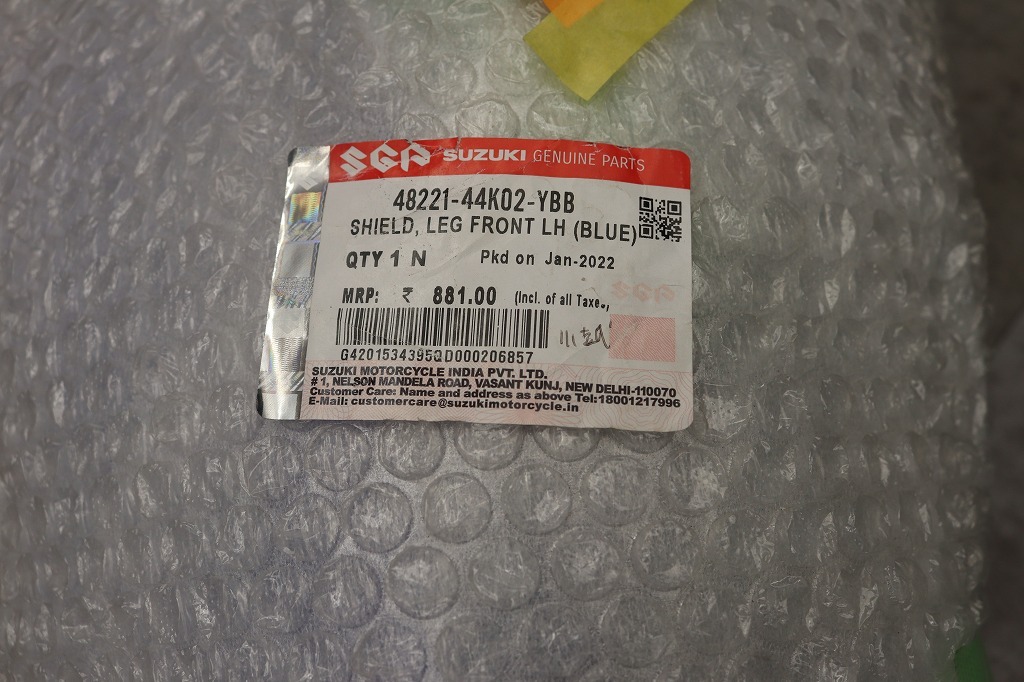 SGP SUZUKI GENUINE PARTS
48221-44K02-YBB
SHIELD, LEG FRONT LH (BLUE)
QTY 1 N Pkd on Jan-2022
MRP: ₹ 881.00 (Incl. of all Taxes)
G4201534395QD000206857
SUZUKI MOTORCYCLE INDIA PVT. LTD.
# 1, NELSON MANDELA ROAD, VASANT KUNJ, NEW DELHI-110070
Customer Care: Name and address as above Tel:18001217996
E-Mail: customercare@suzukimotorcycle.in